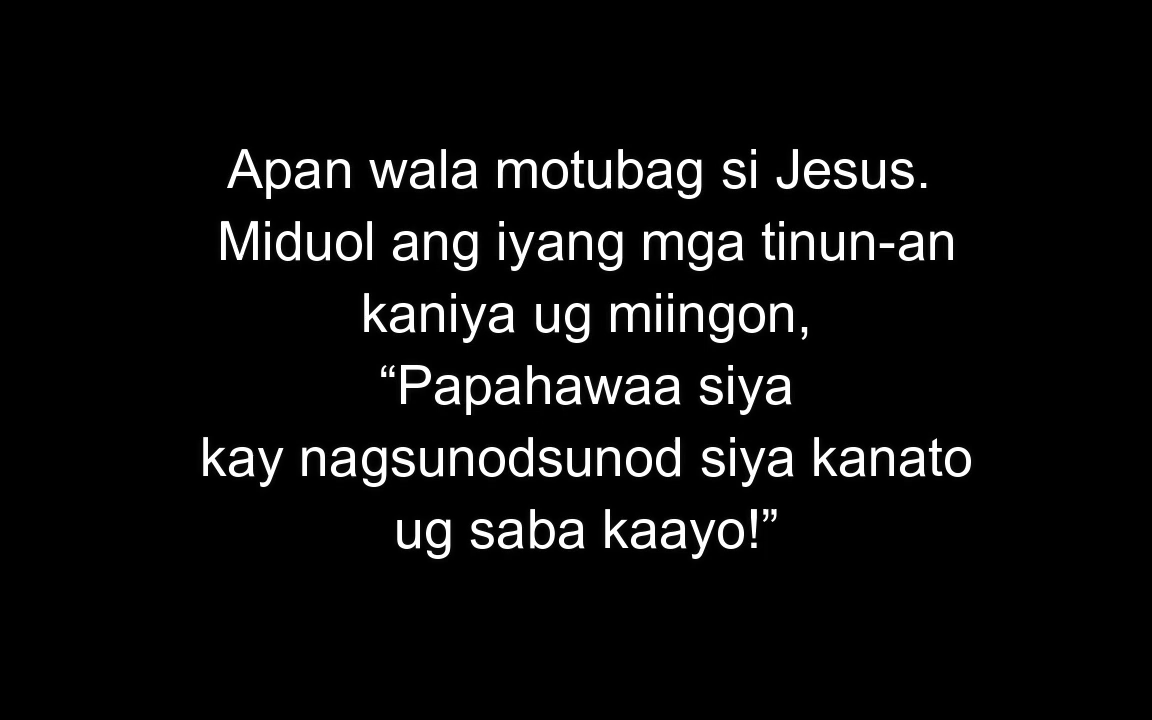 Apan wala motubag si Jesus.
Miduol ang iyang mga tinun-an
kaniya ug miingon,
“Papahawaa siya
kay nagsunodsunod siya kanato
ug saba kaayo!”